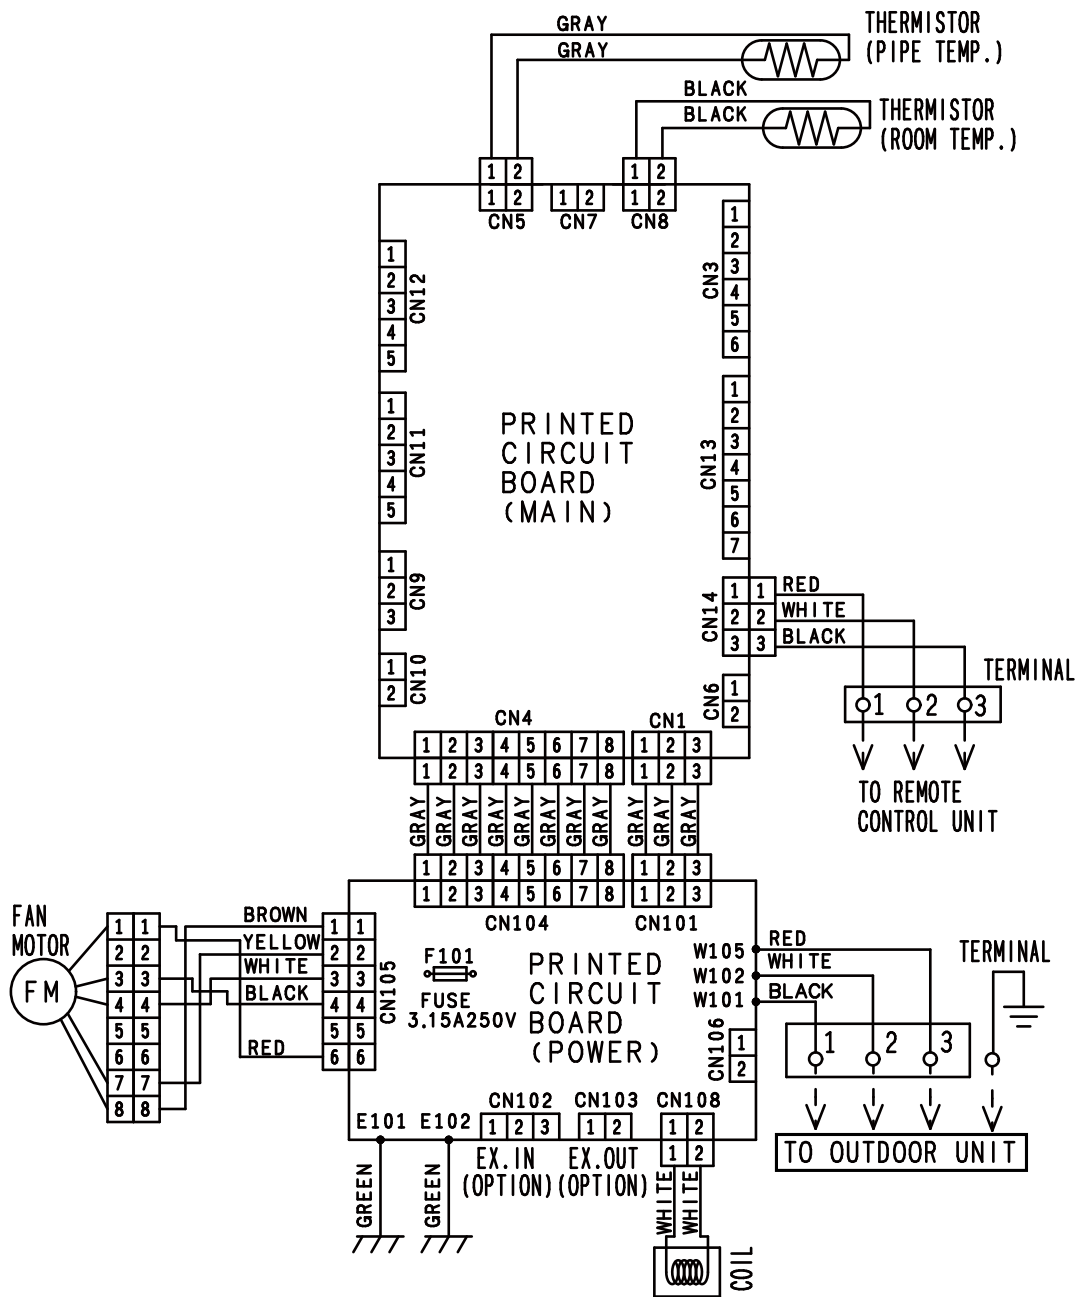 GRAY
GRAY
THERMISTOR
(PIPE TEMP.)
BLACK
BLACK
THERMISTOR
(ROOM TEMP.)
1 2
1 2
CN5
1 2
CN7
1 2
1 2
CN8
1
2
3
4
5
CN12
1
2
3
4
5
6
CN3
1
2
3
4
5
CN11
PRINTED
CIRCUIT
BOARD
(MAIN)
1
2
3
4
5
6
7
CN13
1
2
3
CN9
1 1
2 2
3 3
CN14
RED
WHITE
BLACK
1
2
CN10
1
2
CN6
TERMINAL
1 2 3
TO REMOTE
CONTROL UNIT
CN4
1 2 3 4 5 6 7 8
1 2 3 4 5 6 7 8
CN1
1 2 3
1 2 3
GRAY GRAY GRAY GRAY GRAY GRAY GRAY GRAY GRAY GRAY GRAY
1 2 3 4 5 6 7 8
1 2 3 4 5 6 7 8
CN104
1 2 3
1 2 3
CN101
FAN
MOTOR
FM
1 1
2 2
3 3
4 4
5 5
6 6
7 7
8 8
BROWN
YELLOW
WHITE
BLACK
RED
1 1
2 2
3 3
4 4
5 5
6 6
CN105
F101
FUSE
3.15A250V
PRINTED
CIRCUIT
BOARD
(POWER)
W105
W102
W101
RED
WHITE
BLACK
CN106
1
2
TERMINAL
1 2 3
TO OUTDOOR UNIT
E101 E102
GREEN GREEN
CN102
1 2 3
EX.IN
(OPTION)
CN103
1 2
EX.OUT
(OPTION)
CN108
1 2
1 2
WHITE WHITE
COIL